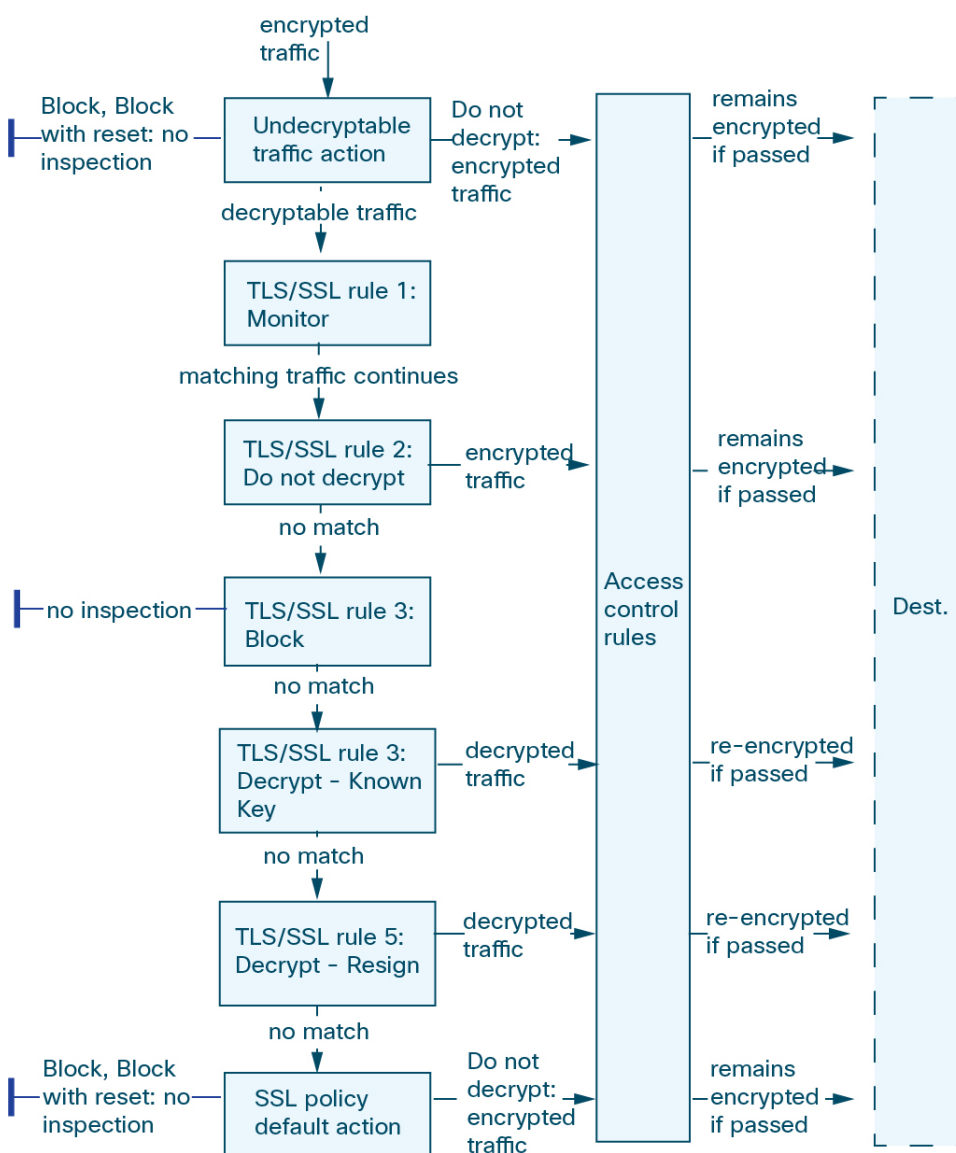 encrypted
traffic
Block, Block
with reset: no
inspection
Undecryptable
traffic action
Do not
decrypt:
encrypted
traffic
remains
encrypted
if passed
decryptable traffic
TLS/SSL rule 1:
Monitor
matching traffic continues
TLS/SSL rule 2:
Do not decrypt
encrypted
traffic
remains
encrypted
if passed
no match
no inspection
TLS/SSL rule 3:
Block
Access
control
rules
Dest.
no match
TLS/SSL rule 3:
Decrypt - Known
Key
decrypted
traffic
re-encrypted
if passed
no match
TLS/SSL rule 5:
Decrypt - Resign
decrypted
traffic
re-encrypted
if passed
no match
Block, Block
with reset: no
inspection
SSL policy
default action
Do not
decrypt:
encrypted
traffic
remains
encrypted
if passed